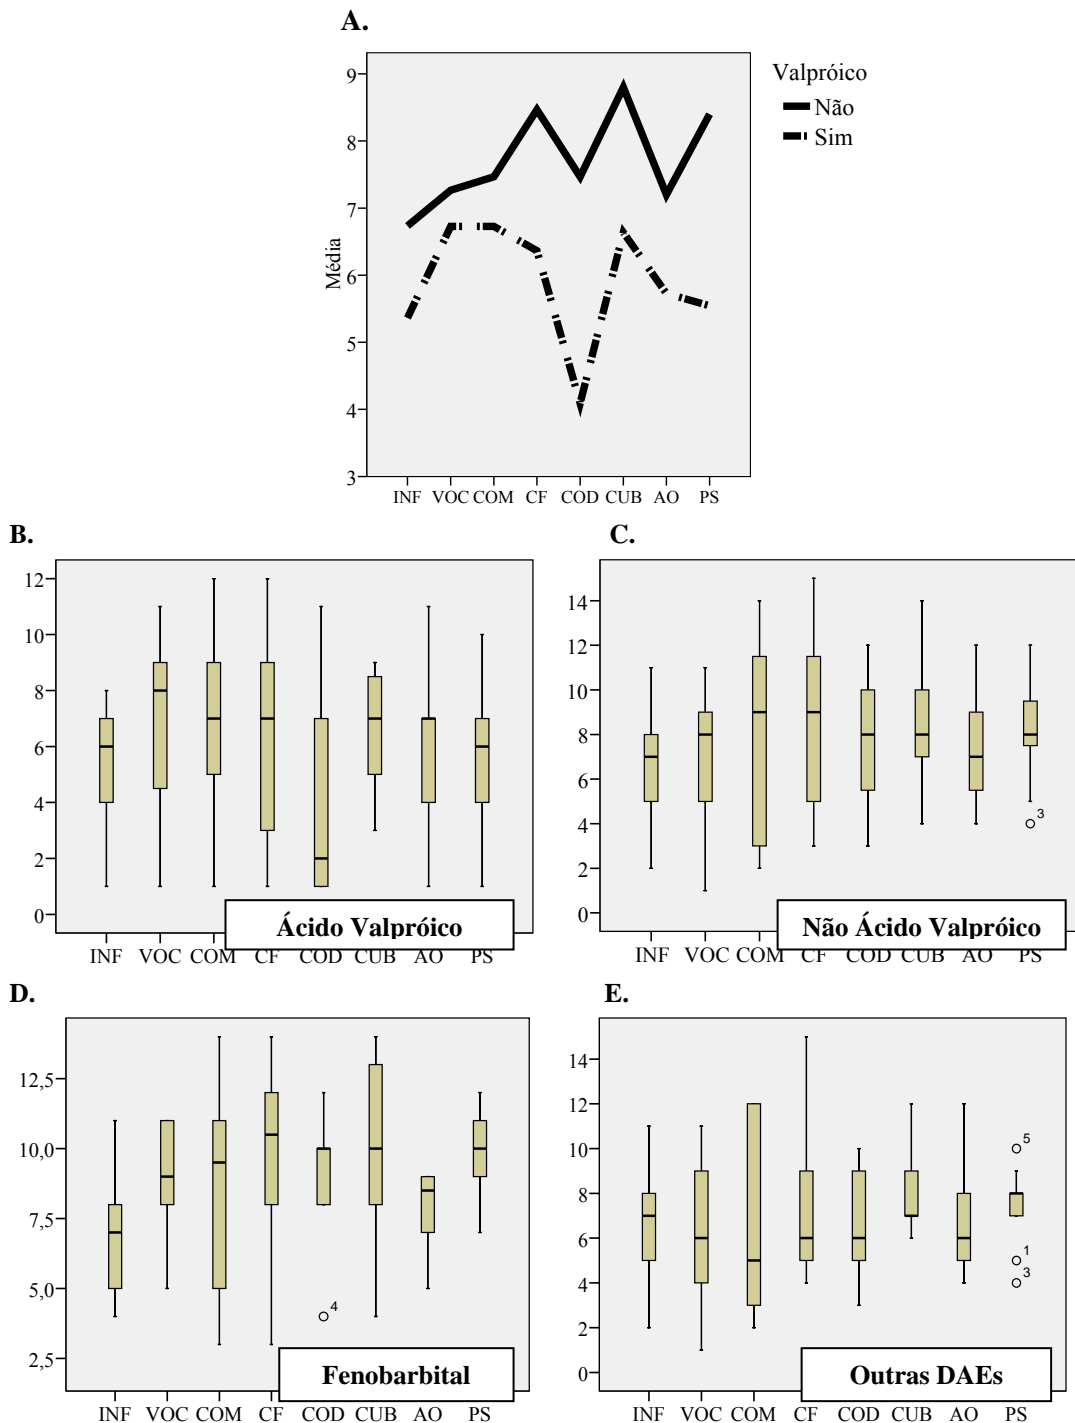 A.
Valpróico
Não
Sim
9
8
7
6
5
4
3
Média
INF VOC COM CF COD CUB AO PS
B.
12
10
8
6
4
2
0
Ácido Valpróico
INF VOC COM CF COD CUB AO PS
C.
14
12
10
8
6
4
2
0
3
Não Ácido Valpróico
INF VOC COM CF COD CUB AO PS
D.
12,5
10,0
7,5
5,0
2,5
4
Fenobarbital
INF VOC COM CF COD CUB AO PS
E.
14
12
10
8
6
4
2
0
5
1
3
Outras DAEs
INF VOC COM CF COD CUB AO PS